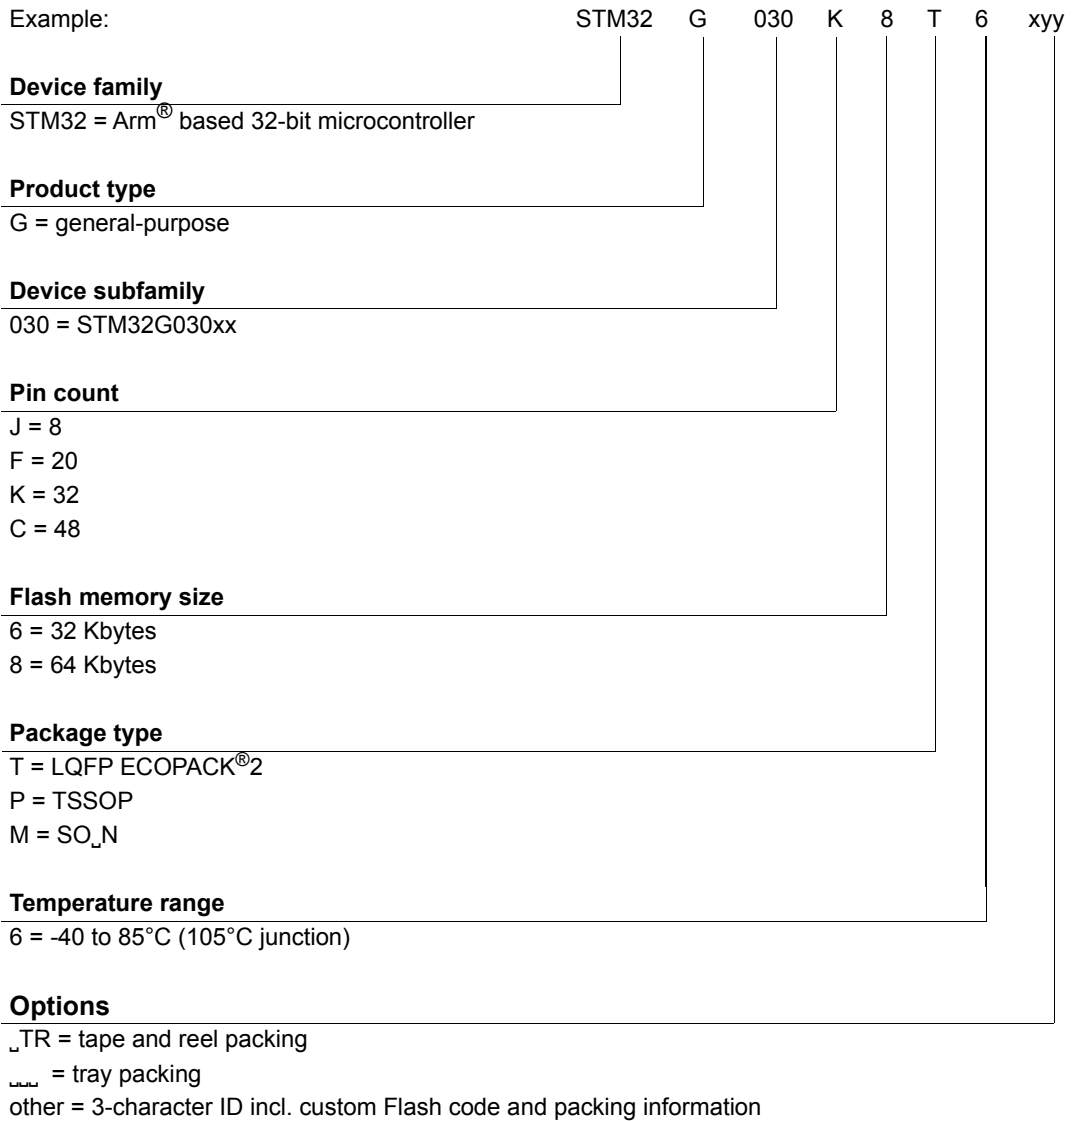 Example: STM32 G 030 K 8 T 6 xyy
Device family
STM32 = Arm® based 32-bit microcontroller
Product type
G = general-purpose
Device subfamily
030 = STM32G030xx
Pin count
J = 8
F = 20
K = 32
C = 48
Flash memory size
6 = 32 Kbytes
8 = 64 Kbytes
Package type
T = LQFP ECOPACK®2
P = TSSOP
M = SO␣N
Temperature range
6 = -40 to 85°C (105°C junction)
Options
␣TR = tape and reel packing
␣␣␣ = tray packing
other = 3-character ID incl. custom Flash code and packing information